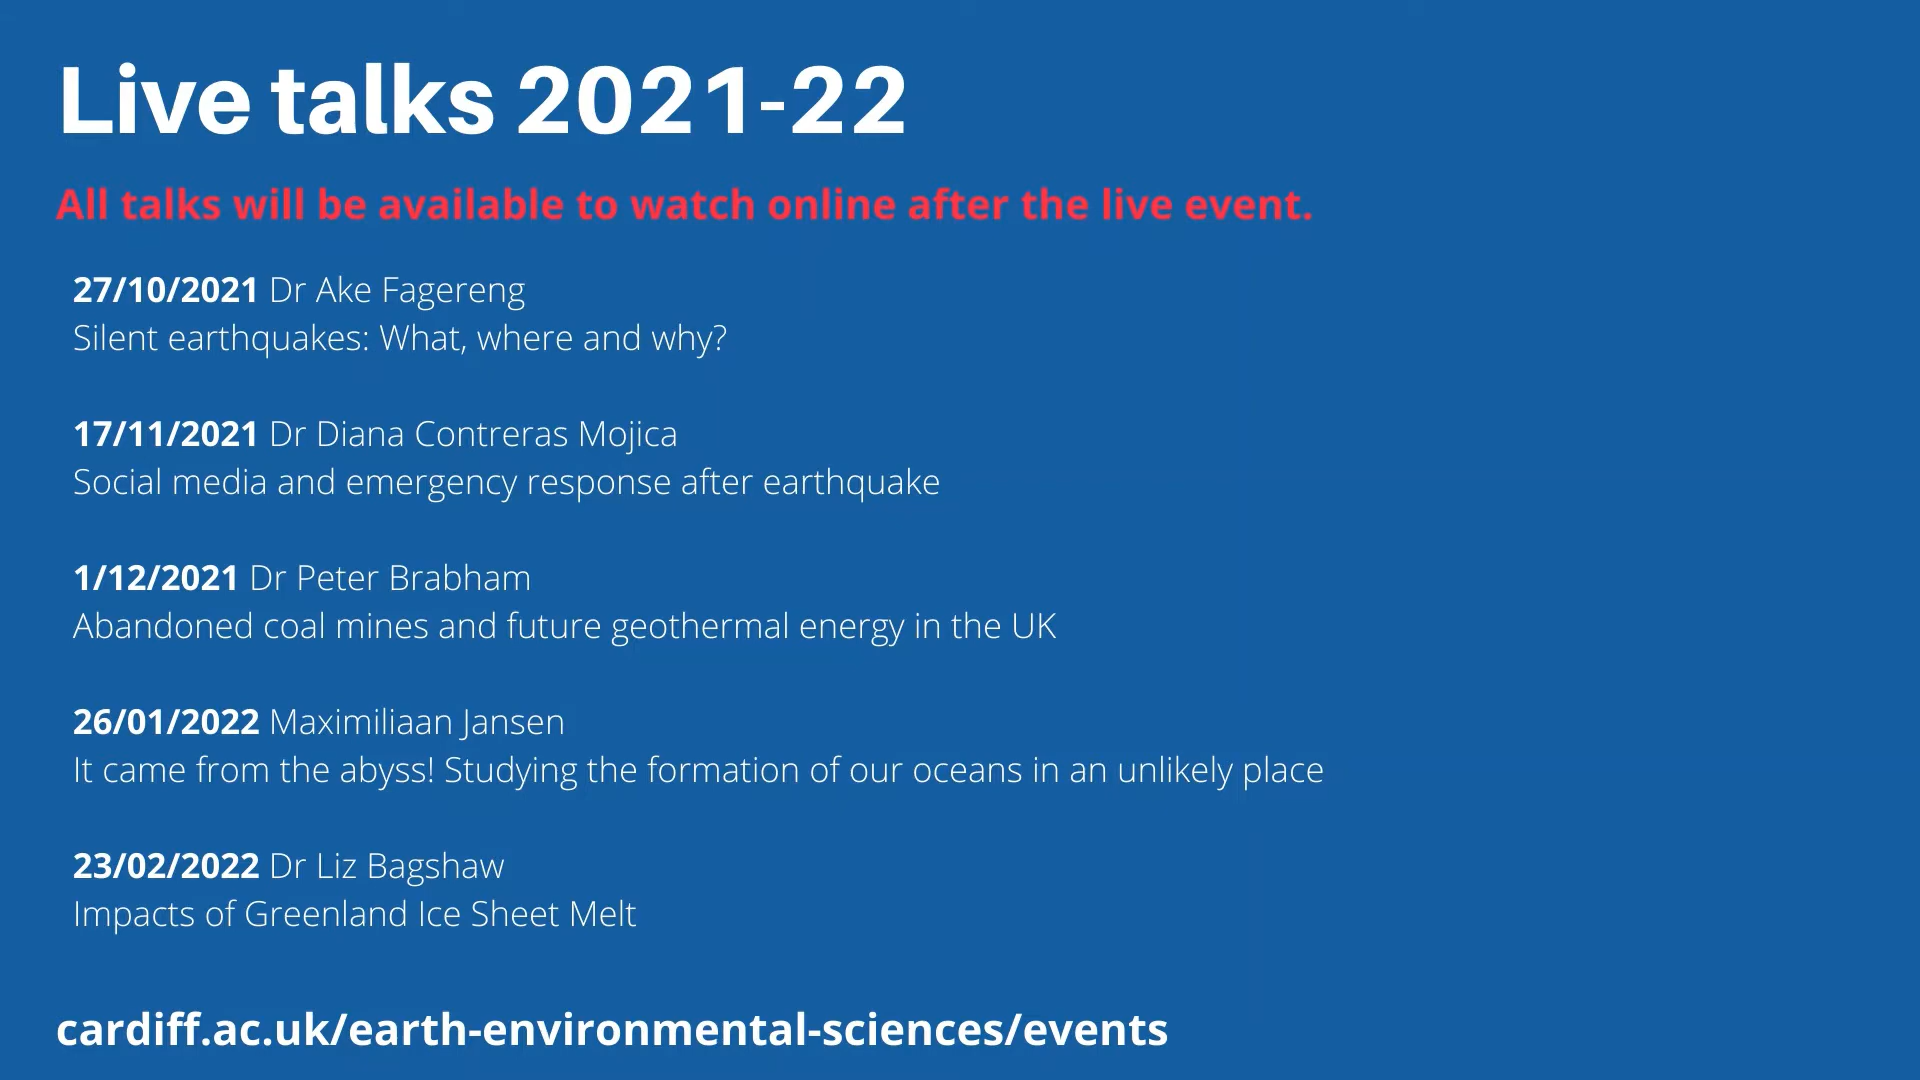 Live talks 2021-22
All talks will be available to watch online after the live event.
27/10/2021 Dr Ake Fagereng
Silent earthquakes: What, where and why?
17/11/2021 Dr Diana Contreras Mojica
Social media and emergency response after earthquake
1/12/2021 Dr Peter Brabham
Abandoned coal mines and future geothermal energy in the UK
26/01/2022 Maximiliaan Jansen
It came from the abyss! Studying the formation of our oceans in an unlikely place
23/02/2022 Dr Liz Bagshaw
Impacts of Greenland Ice Sheet Melt
cardiff.ac.uk/earth-environmental-sciences/events